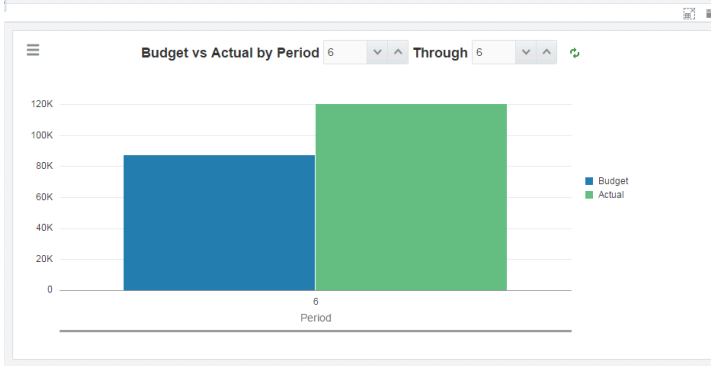 Budget vs Actual by Period 6 Through 6
120K
100K
80K
60K
40K
20K
0
6
Period
Budget
Actual